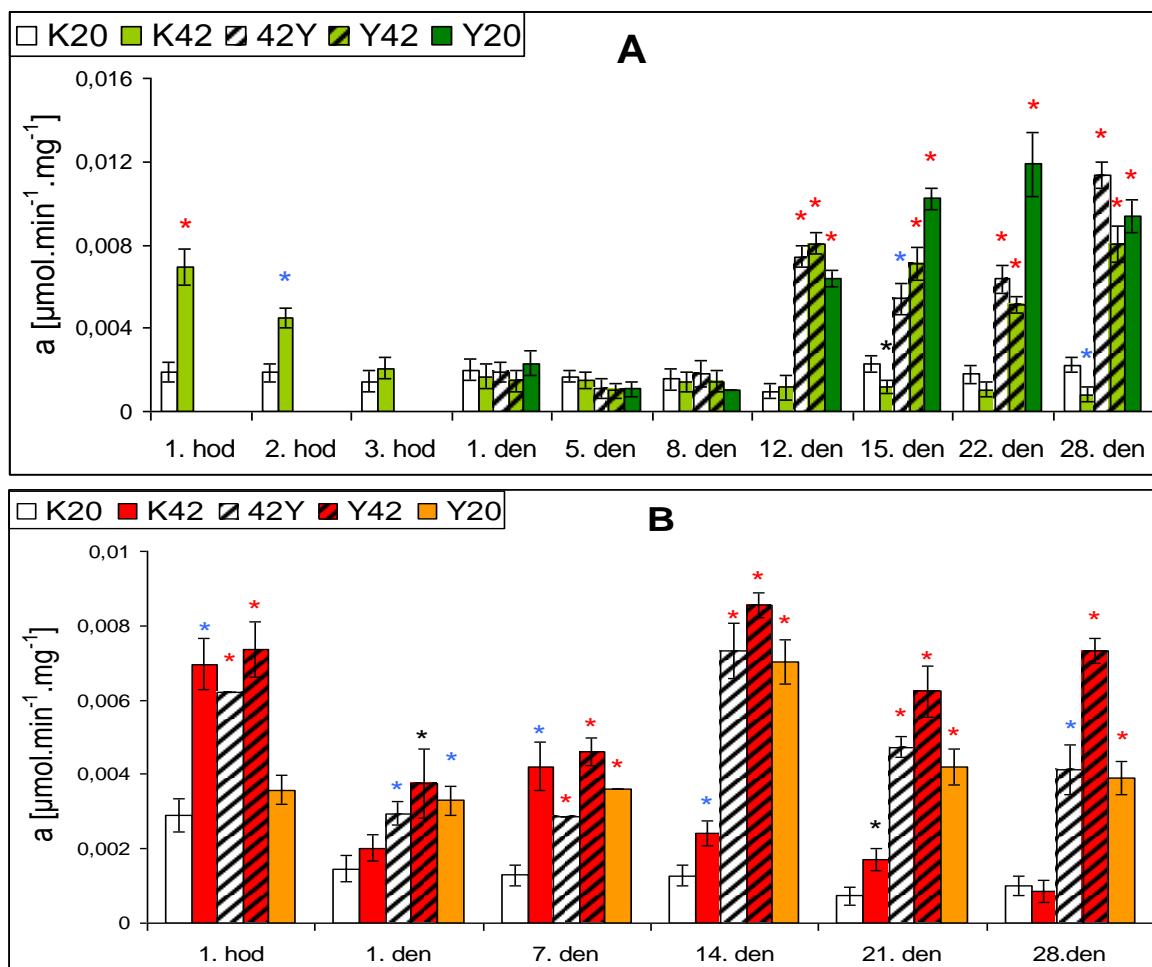 K20 K42 42Y Y42 Y20
A
0,016
0,012
0,008
0,004
0
a [µmol.min⁻¹.mg⁻¹]
* * * * * * * * * * * * * * * *
1. hod 2. hod 3. hod 1. den 5. den 8. den 12. den 15. den 22. den 28. den
K20 K42 42Y Y42 Y20
B
0,01
0,008
0,006
0,004
0,002
0
a [µmol.min⁻¹.mg⁻¹]
* * * * * * * * * * * * * * * * * * * * *
1. hod 1. den 7. den 14. den 21. den 28.den